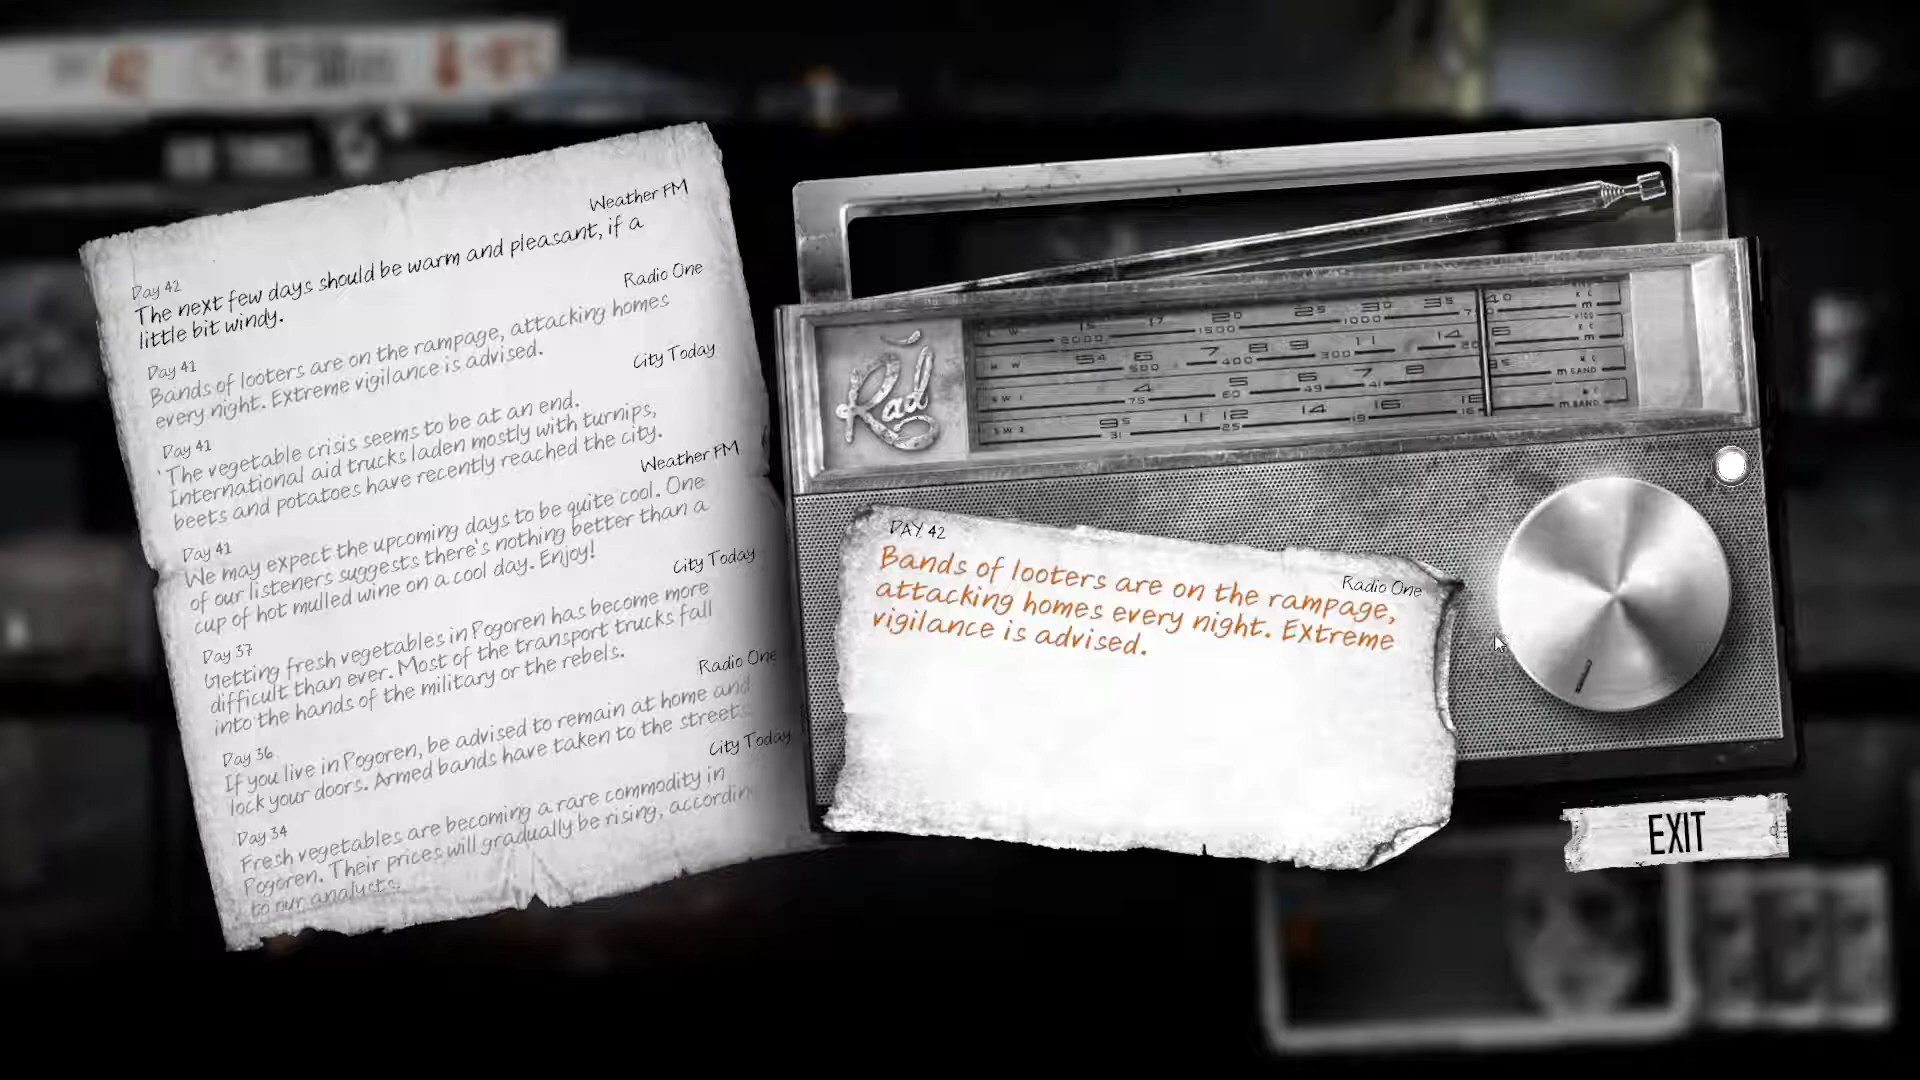 Weather FM
Day 42
The next few days should be warm and pleasant, if a
little bit windy.
Radio One
Day 41
Bands of looters are on the rampage, attacking homes
every night. Extreme vigilance is advised.
City Today
Day 41
The vegetable crisis seems to be at an end.
International aid trucks laden mostly with turnips,
beets and potatoes have recently reached the city.
Weather FM
Day 41
We may expect the upcoming days to be quite cool. One
of our listeners suggests there's nothing better than a
cup of hot mulled wine on a cool day. Enjoy!
City Today
Day 37
Getting fresh vegetables in Pogoren has become more
difficult than ever. Most of the transport trucks fall
into the hands of the military or the rebels.
Radio One
Day 36
If you live in Pogoren, be advised to remain at home and
lock your doors. Armed bands have taken to the streets
City Today
Day 34
Fresh vegetables are becoming a rare commodity in
Pogoren. Their prices will gradually be rising, accordin
to our analysts.
Rad
DAY 42
Radio One
Bands of looters are on the rampage,
attacking homes every night. Extreme
vigilance is advised.
EXIT